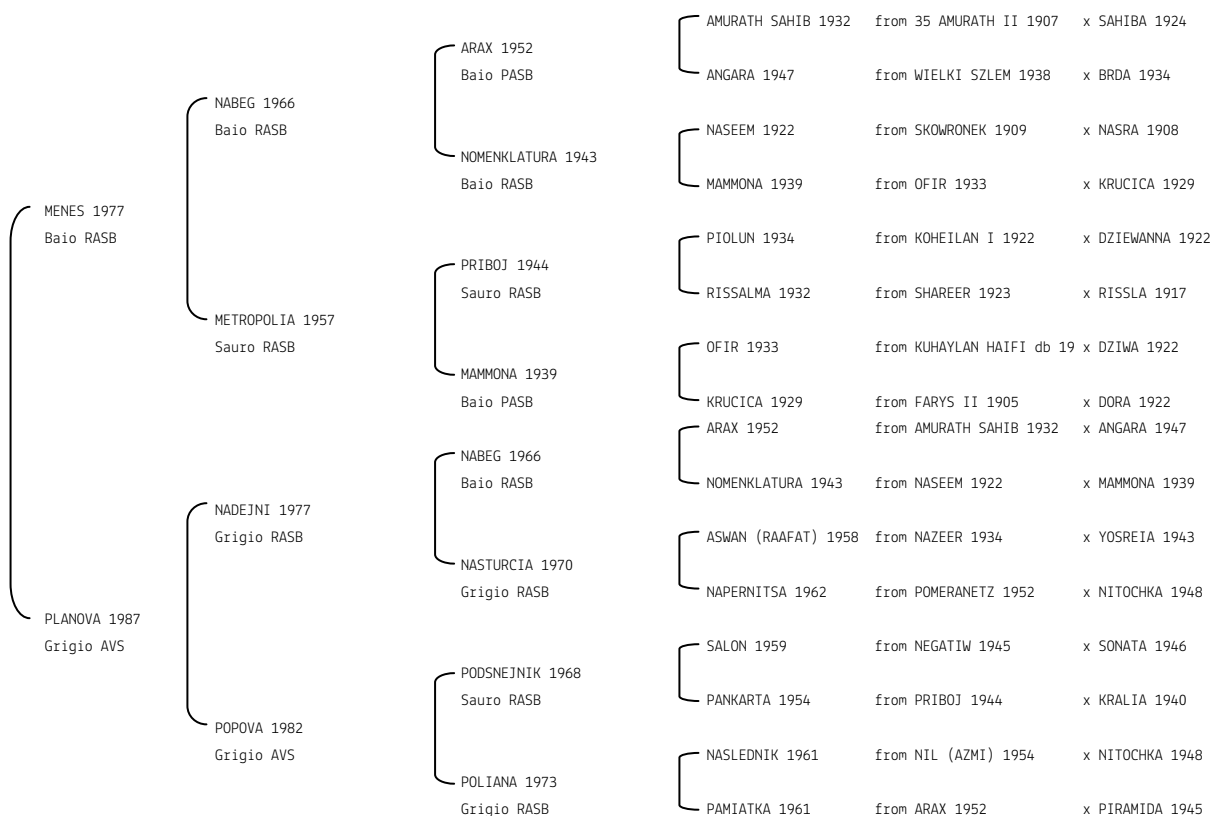 AMURATH SAHIB 1932 from 35 AMURATH II 1907 x SAHIBA 1924
ARAX 1952
Baio PASB
ANGARA 1947 from WIELKI SZLEM 1938 x BRDA 1934
NABEG 1966
Baio RASB
NASEEM 1922 from SKOWRONEK 1909 x NASRA 1908
NOMENKLATURA 1943
Baio RASB
MAMMONA 1939 from OFIR 1933 x KRUCICA 1929
MENES 1977
Baio RASB
PIOLUN 1934 from KOHEILAN I 1922 x DZIEWANNA 1922
PRIBOJ 1944
Sauro RASB
RISSALMA 1932 from SHAREER 1923 x RISSLA 1917
METROPOLIA 1957
Sauro RASB
OFIR 1933 from KUHAYLAN HAIFI db 19 x DZIWA 1922
MAMMONA 1939
Baio PASB
KRUCICA 1929 from FARYS II 1905 x DORA 1922
ARAX 1952 from AMURATH SAHIB 1932 x ANGARA 1947
NABEG 1966
Baio RASB
NOMENKLATURA 1943 from NASEEM 1922 x MAMMONA 1939
NADEJNI 1977
Grigio RASB
ASWAN (RAAFAT) 1958 from NAZEER 1934 x YOSREIA 1943
NASTURCIA 1970
Grigio RASB
NAPERNITSA 1962 from POMERANETZ 1952 x NITOCHKA 1948
PLANOVA 1987
Grigio AVS
SALON 1959 from NEGATIW 1945 x SONATA 1946
PODSNEJNIK 1968
Sauro RASB
PANKARTA 1954 from PRIBOJ 1944 x KRALIA 1940
POPOVA 1982
Grigio AVS
NASLEDNIK 1961 from NIL (AZMI) 1954 x NITOCHKA 1948
POLIANA 1973
Grigio RASB
PAMIATKA 1961 from ARAX 1952 x PIRAMIDA 1945